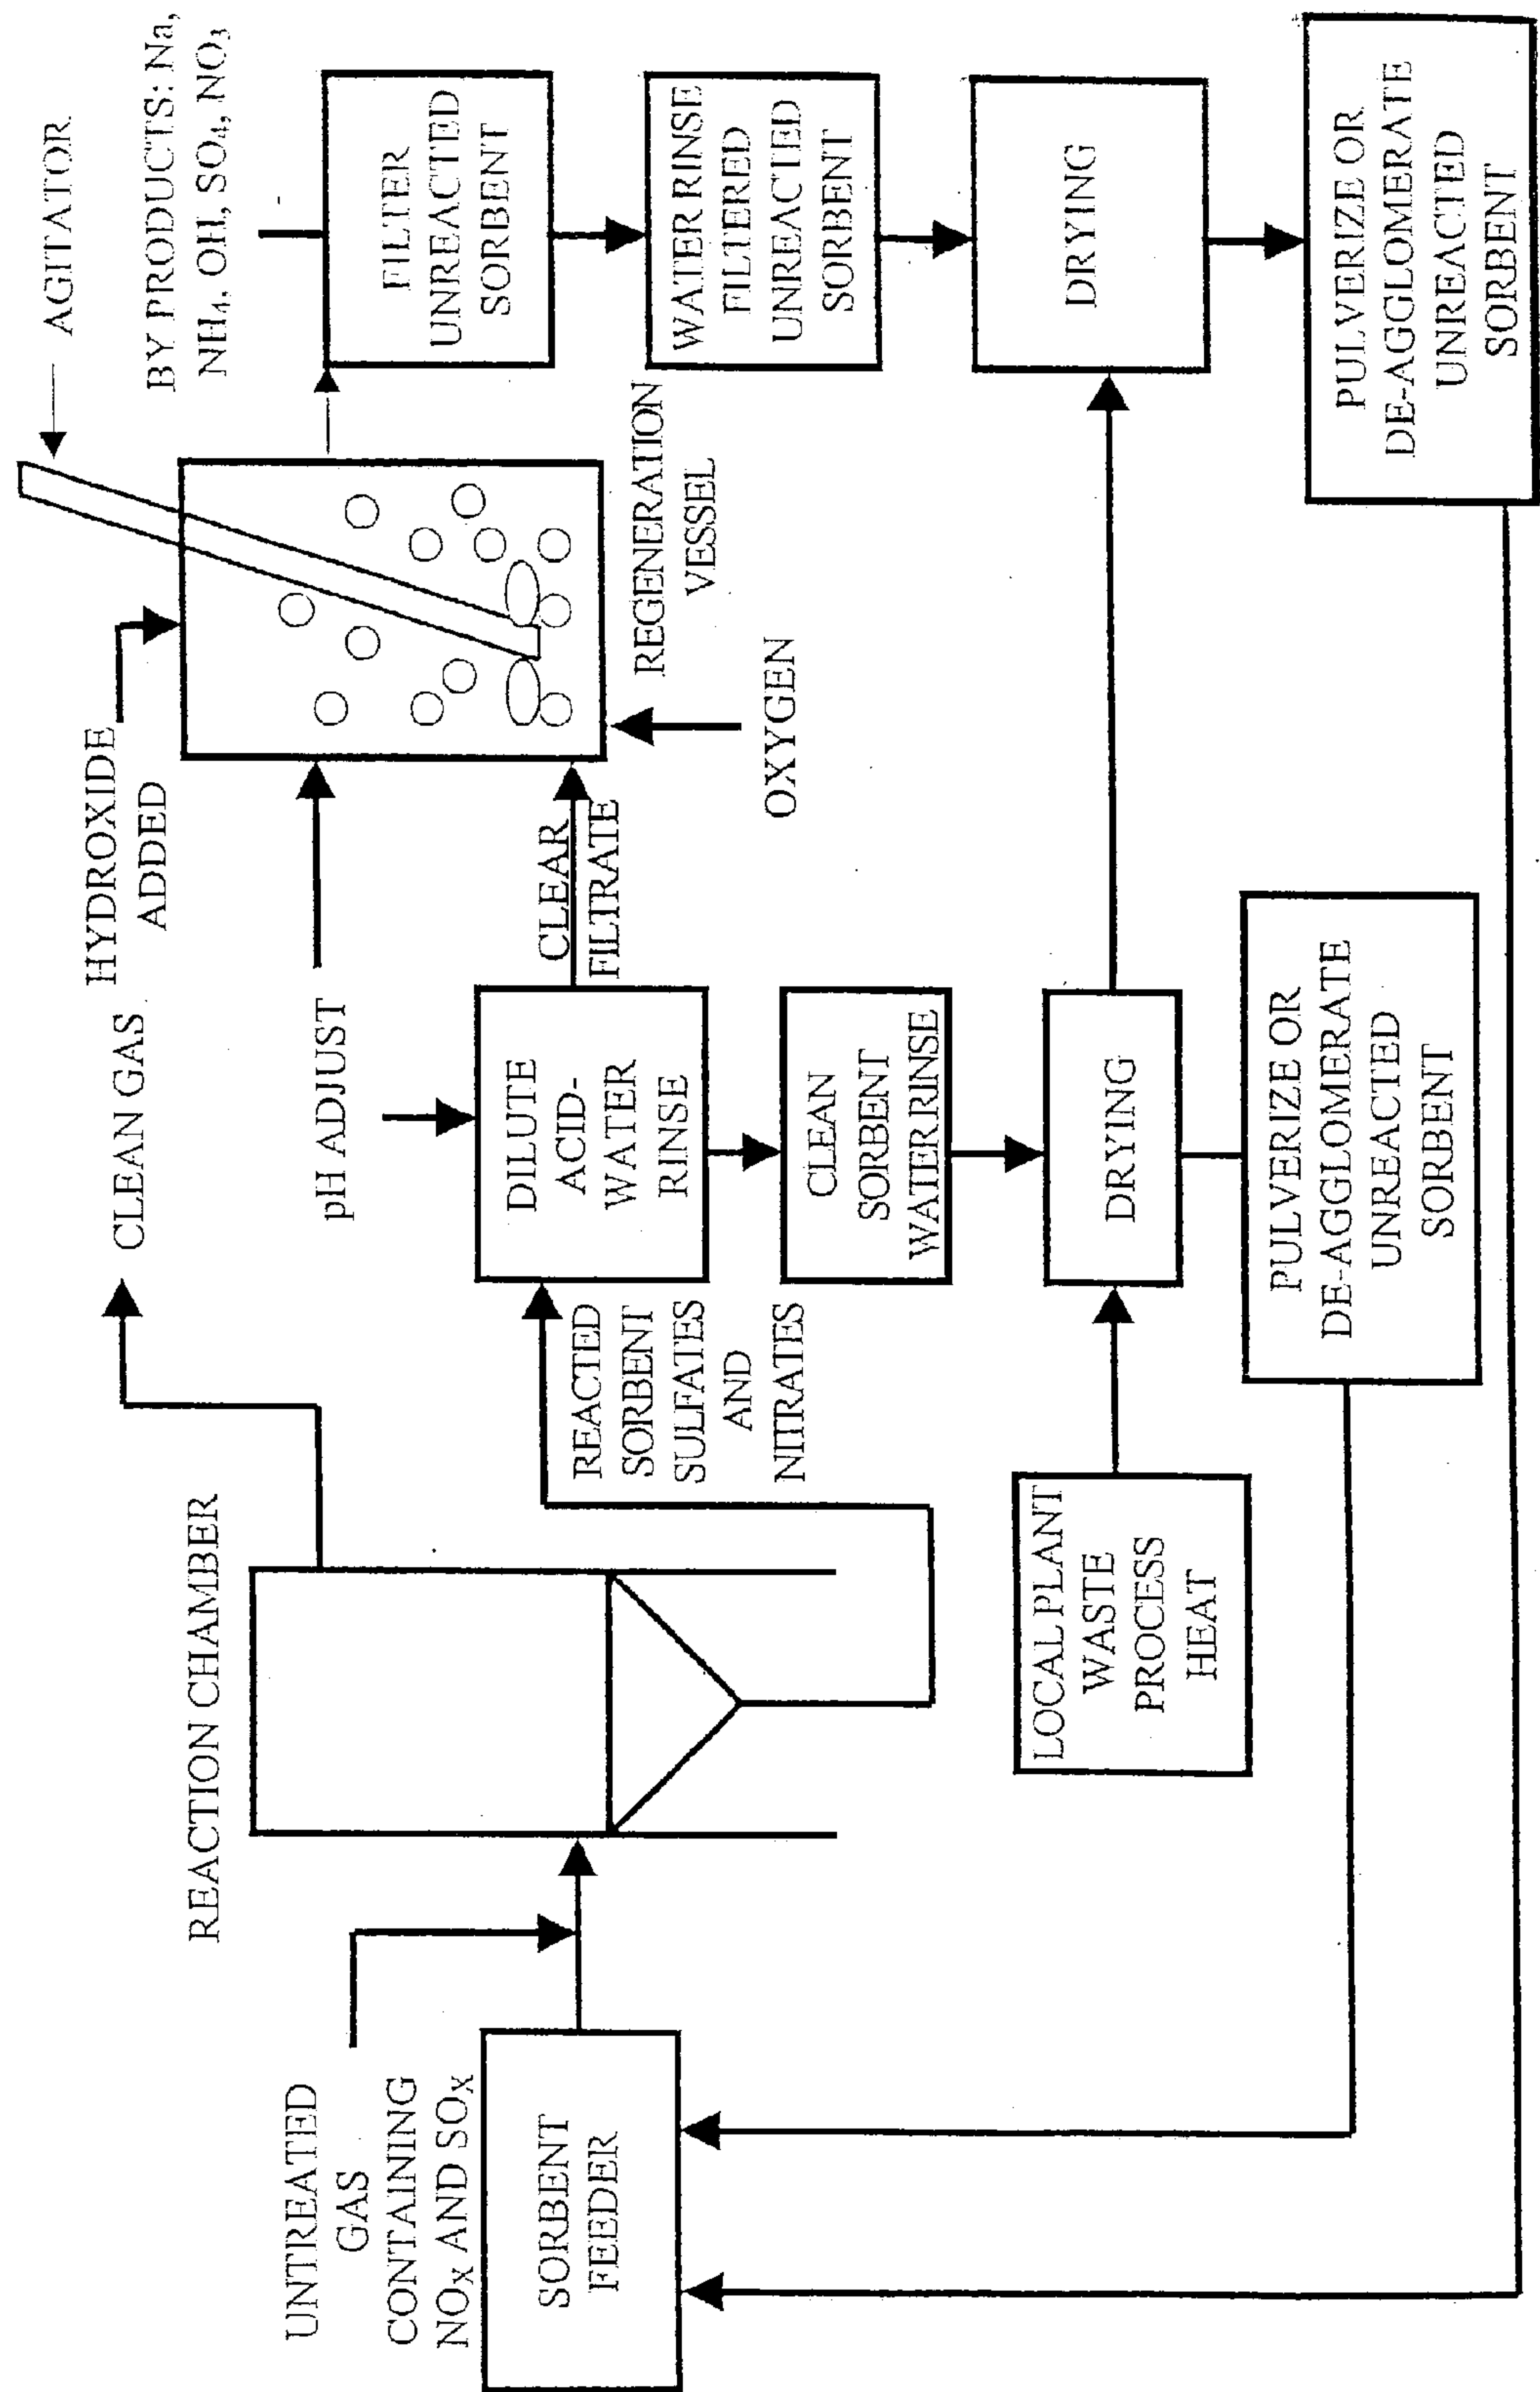 AGITATOR
BY PRODUCTS: Na,
NH₄, OH, SO₄, NO₃
HYDROXIDE
ADDED
CLEAN GAS
REACTION CHAMBER
UNTREATED
GAS
CONTAINING
NOX AND SOX
SORBENT
FEEDER
pH ADJUST
REACTED
SORBENT
SULFATES
AND
NITRATES
DILUTE
ACID-
WATER
RINSE
CLEAR
FILTRATE
REGENERATION
VESSEL
OXYGEN
FILTER
UNREACTED
SORBENT
WATER RINSE
FILTERED
UNREACTED
SORBENT
CLEAN
SORBENT
WATER RINSE
LOCAL PLANT
WASTE
PROCESS
HEAT
DRYING
DRYING
PULVERIZE OR
DE-AGGLOMERATE
UNREACTED
SORBENT
PULVERIZE OR
DE-AGGLOMERATE
UNREACTED
SORBENT